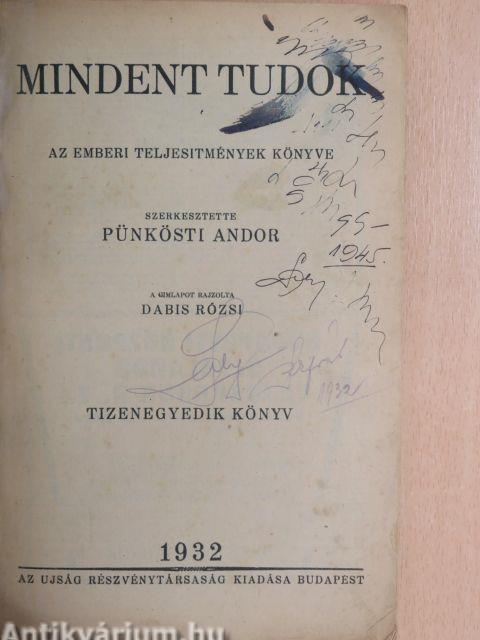 MINDENT TUDOK
AZ EMBERI TELJESITMÉNYEK KÖNYVE
SZERKESZTETTE
PÜNKÖSTI ANDOR
1945.
A CIMLAPOT RAJZOLTA
DABIS RÓZSI
1932
TIZENEGYEDIK KÖNYV
1932
AZ UJSÁG RÉSZVÉNYTÁRSASÁG KIADÁSA BUDAPEST
Antikvárium.hu